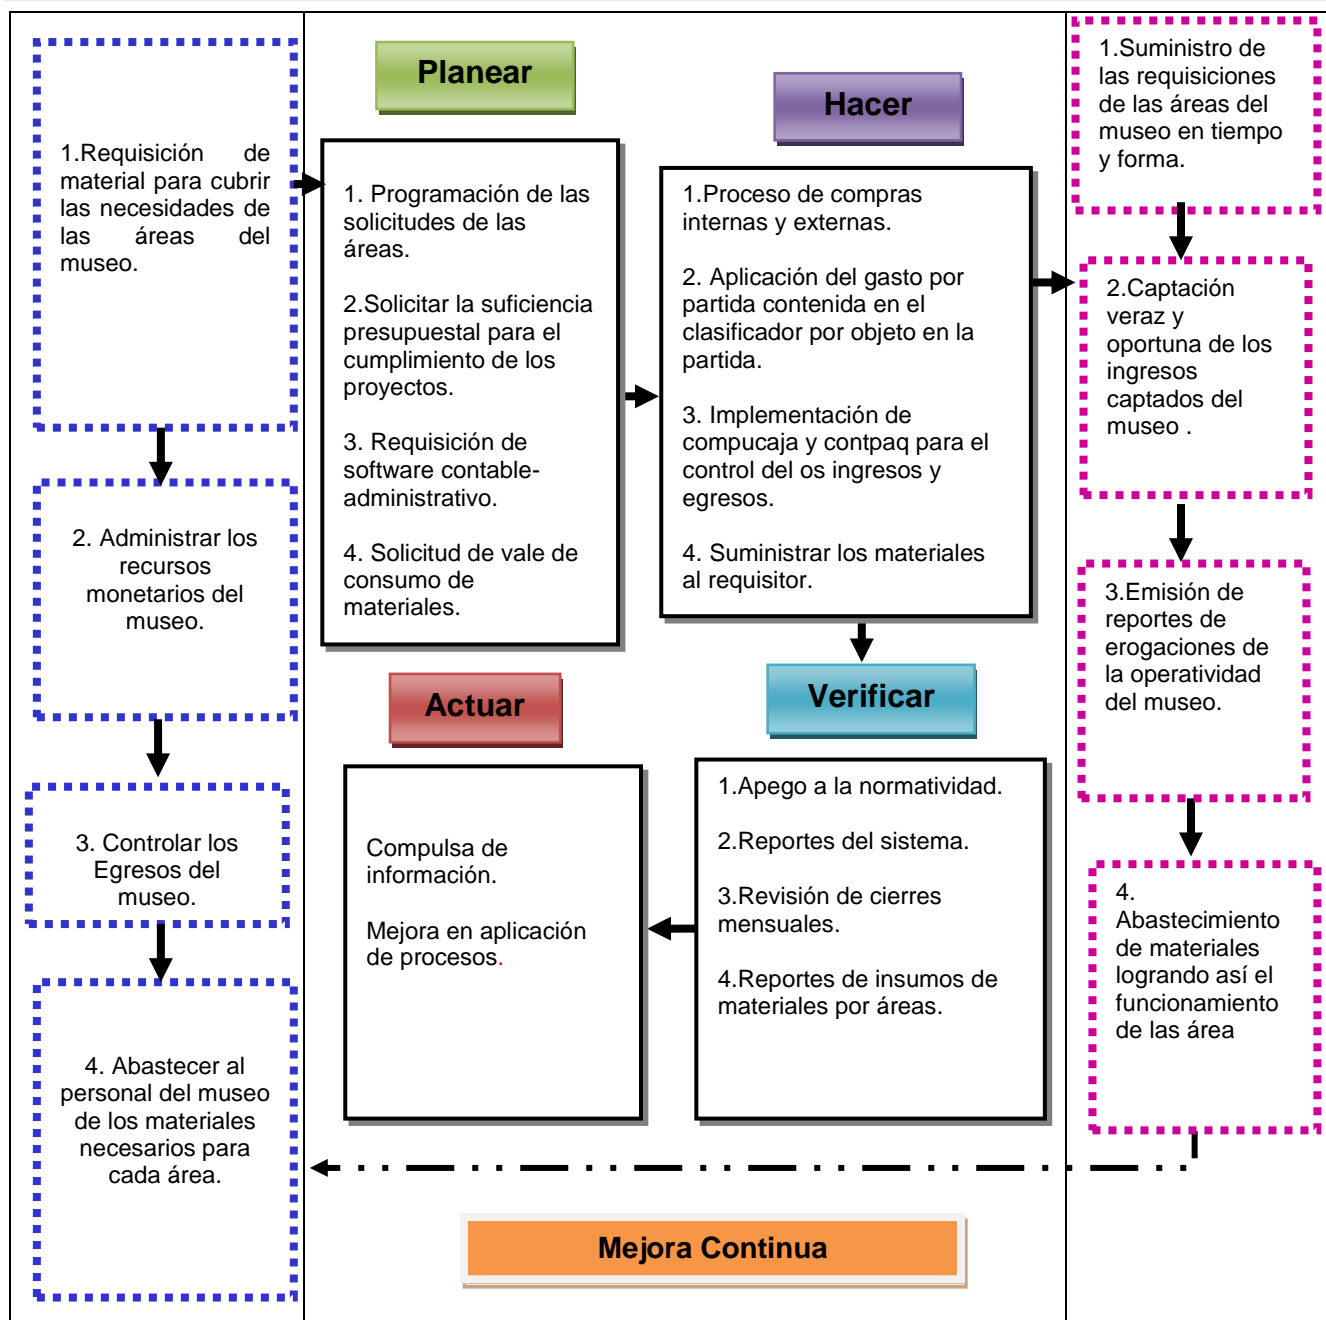 1.Requisición de
material para cubrir
las necesidades de
las áreas del
museo.
2. Administrar los
recursos
monetarios del
museo.
3. Controlar los
Egresos del
museo.
4. Abastecer al
personal del museo
de los materiales
necesarios para
cada área.
Planear
1. Programación de las
solicitudes de las
áreas.
2.Solicitar la suficiencia
presupuestal para el
cumplimiento de los
proyectos.
3. Requisición de
software contable-
administrativo.
4. Solicitud de vale de
consumo de
materiales.
Hacer
1.Proceso de compras
internas y externas.
2. Aplicación del gasto por
partida contenida en el
clasificador por objeto en la
partida.
3. Implementación de
compucaja y contpaq para el
control del os ingresos y
egresos.
4. Suministrar los materiales
al requisitor.
Verificar
1.Apego a la normatividad.
2.Reportes del sistema.
3.Revisión de cierres
mensuales.
4.Reportes de insumos de
materiales por áreas.
Actuar
Compulsa de
información.
Mejora en aplicación
de procesos.
1.Suministro de
las requisiciones
de las áreas del
museo en tiempo
y forma.
2.Captación
veraz y
oportuna de los
ingresos
captados del
museo .
3.Emisión de
reportes de
erogaciones de
la operatividad
del museo.
4.
Abastecimiento
de materiales
logrando así el
funcionamiento
de las área
Mejora Continua